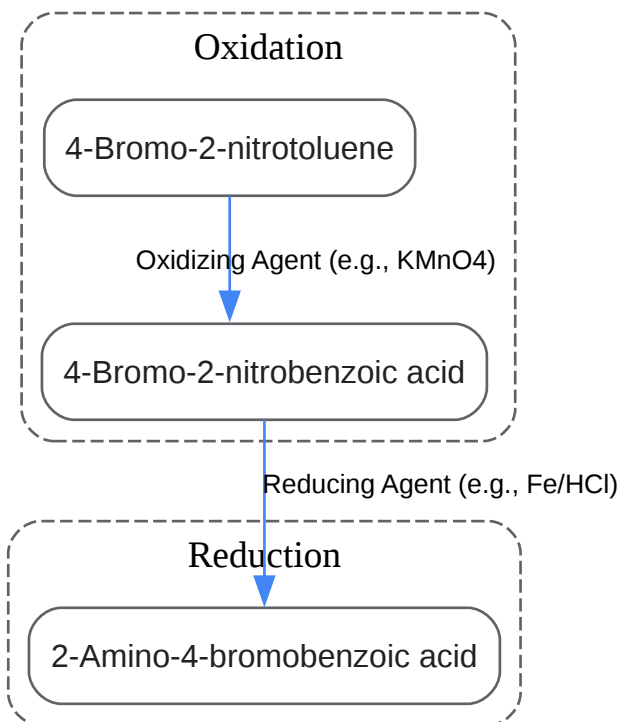 Oxidation
4-Bromo-2-nitrotoluene
Oxidizing Agent (e.g., KMnO4)
4-Bromo-2-nitrobenzoic acid
Reducing Agent (e.g., Fe/HCl)
Reduction
2-Amino-4-bromobenzoic acid